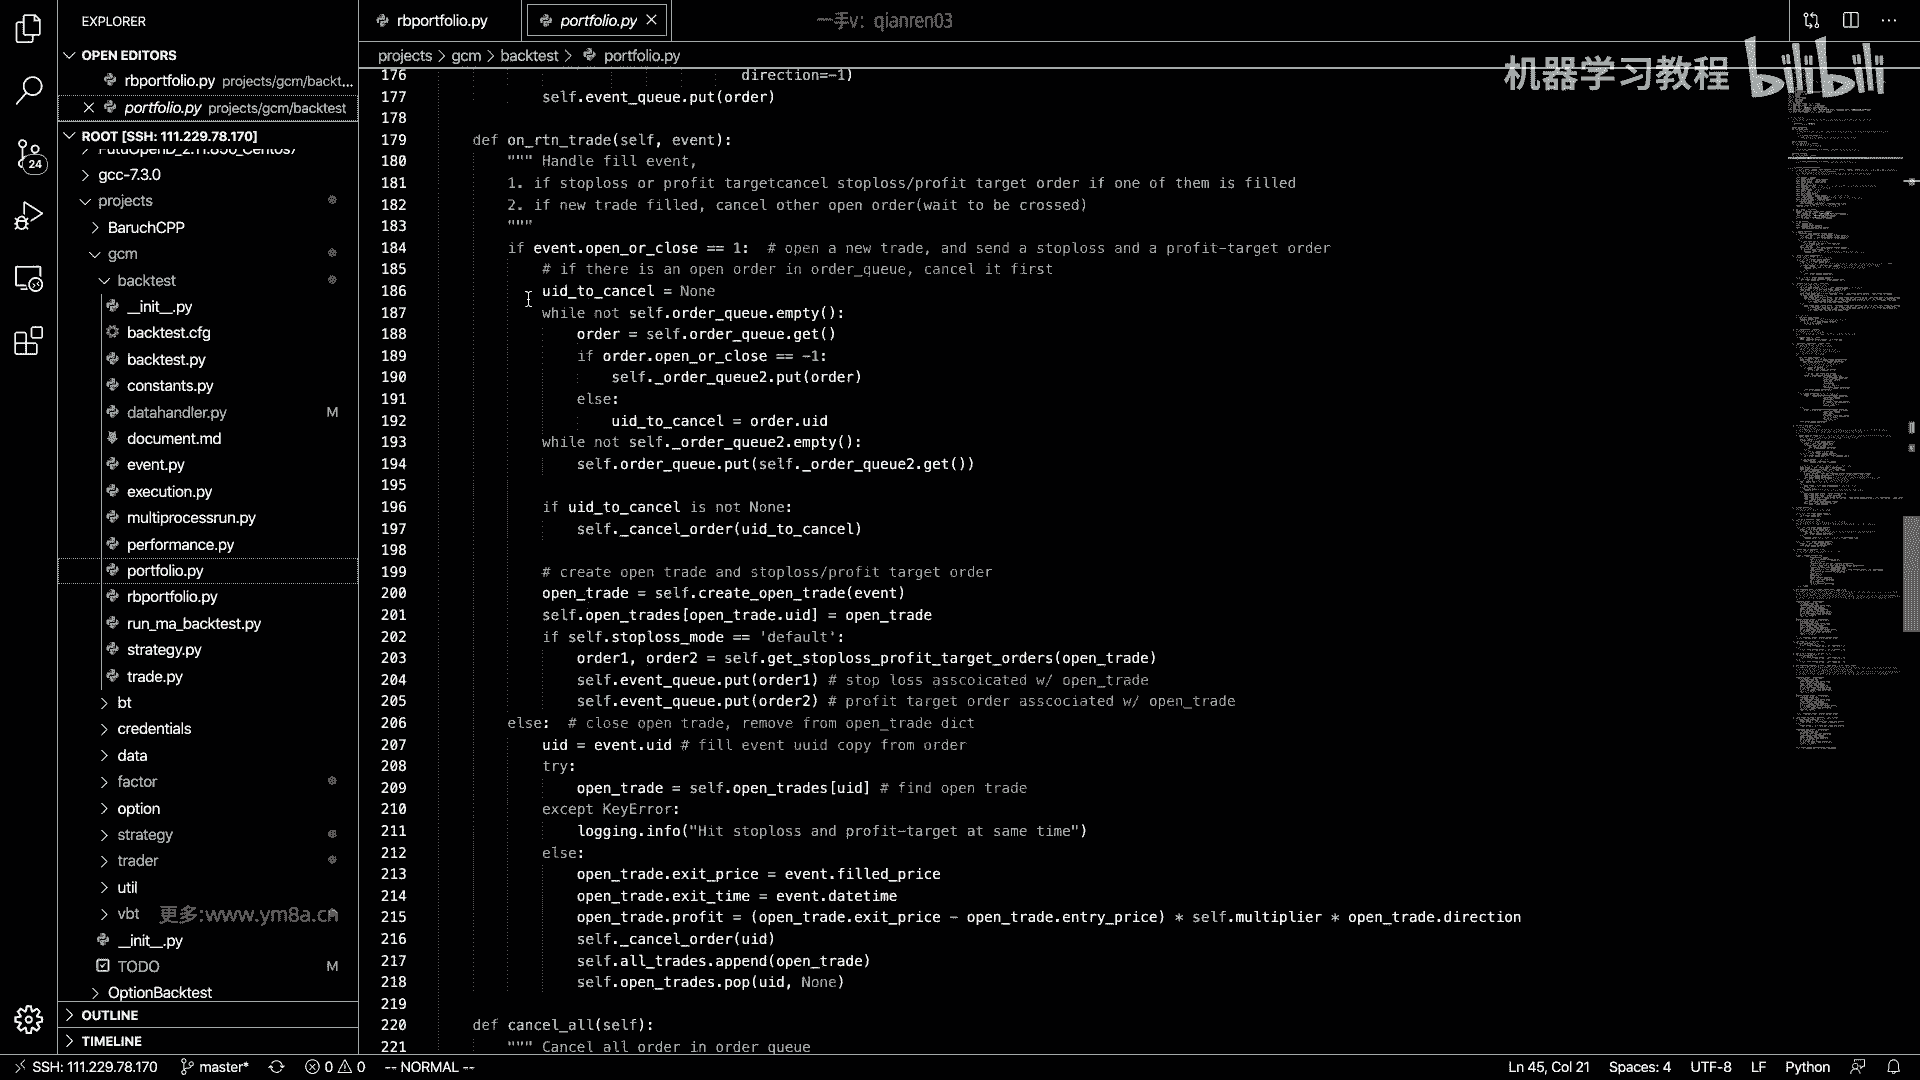 EXPLORER
OPEN EDITORS
rbportfolio.py projects/gcm/backt...
portfolio.py projects/gcm/backtest
ROOT [SSH: 111.229.78.170]
gcc-7.3.0
projects
BaruchCPP
gcm
backtest
__init__.py
backtest.cfg
backtest.py
constants.py
datahandler.py M
document.md
event.py
execution.py
multiprocessrun.py
performance.py
portfolio.py
rbportfolio.py
run_ma_backtest.py
strategy.py
trade.py
bt
credentials
data
factor
option
strategy
trader
util
vbt
更多:www.ym8a.cn
__init__.py
TODO M
OptionBacktest
OUTLINE
TIMELINE
24
rbportfolio.py
portfolio.py
一手v: qianren03
projects > gcm > backtest > portfolio.py
机器学习教程 bilibili
176 direction=-1)
177 self.event_queue.put(order)
178
179 def on_rtn_trade(self, event):
180 """ Handle fill event,
181 1. if stoploss or profit targetcancel stoploss/profit target order if one of them is filled
182 2. if new trade filled, cancel other open order(wait to be crossed)
183 """
184 if event.open_or_close == 1:  # open a new trade, and send a stoploss and a profit-target order
185 # if there is an open order in order_queue, cancel it first
186 uid_to_cancel = None
187 while not self.order_queue.empty():
188 order = self.order_queue.get()
189 if order.open_or_close == -1:
190 self._order_queue2.put(order)
191 else:
192 uid_to_cancel = order.uid
193 while not self._order_queue2.empty():
194 self.order_queue.put(self._order_queue2.get())
195
196 if uid_to_cancel is not None:
197 self._cancel_order(uid_to_cancel)
198
199 # create open trade and stoploss/profit target order
200 open_trade = self.create_open_trade(event)
201 self.open_trades[open_trade.uid] = open_trade
202 if self.stoploss_mode == 'default':
203 order1, order2 = self.get_stoploss_profit_target_orders(open_trade)
204 self.event_queue.put(order1) # stop loss asscoicated w/ open_trade
205 self.event_queue.put(order2) # profit target order asscociated w/ open_trade
206 else:  # close open trade, remove from open_trade dict
207 uid = event.uid # fill event uuid copy from order
208 try:
209 open_trade = self.open_trades[uid] # find open trade
210 except KeyError:
211 logging.info("Hit stoploss and profit-target at same time")
212 else:
213 open_trade.exit_price = event.filled_price
214 open_trade.exit_time = event.datetime
215 open_trade.profit = (open_trade.exit_price - open_trade.entry_price) * self.multiplier * open_trade.direction
216 self._cancel_order(uid)
217 self.all_trades.append(open_trade)
218 self.open_trades.pop(uid, None)
219
220 def cancel_all(self):
221 """ Cancel all order in order queue
SSH: 111.229.78.170 master* 0 0 -- NORMAL -- Ln 45, Col 21 Spaces: 4 UTF-8 LF Python